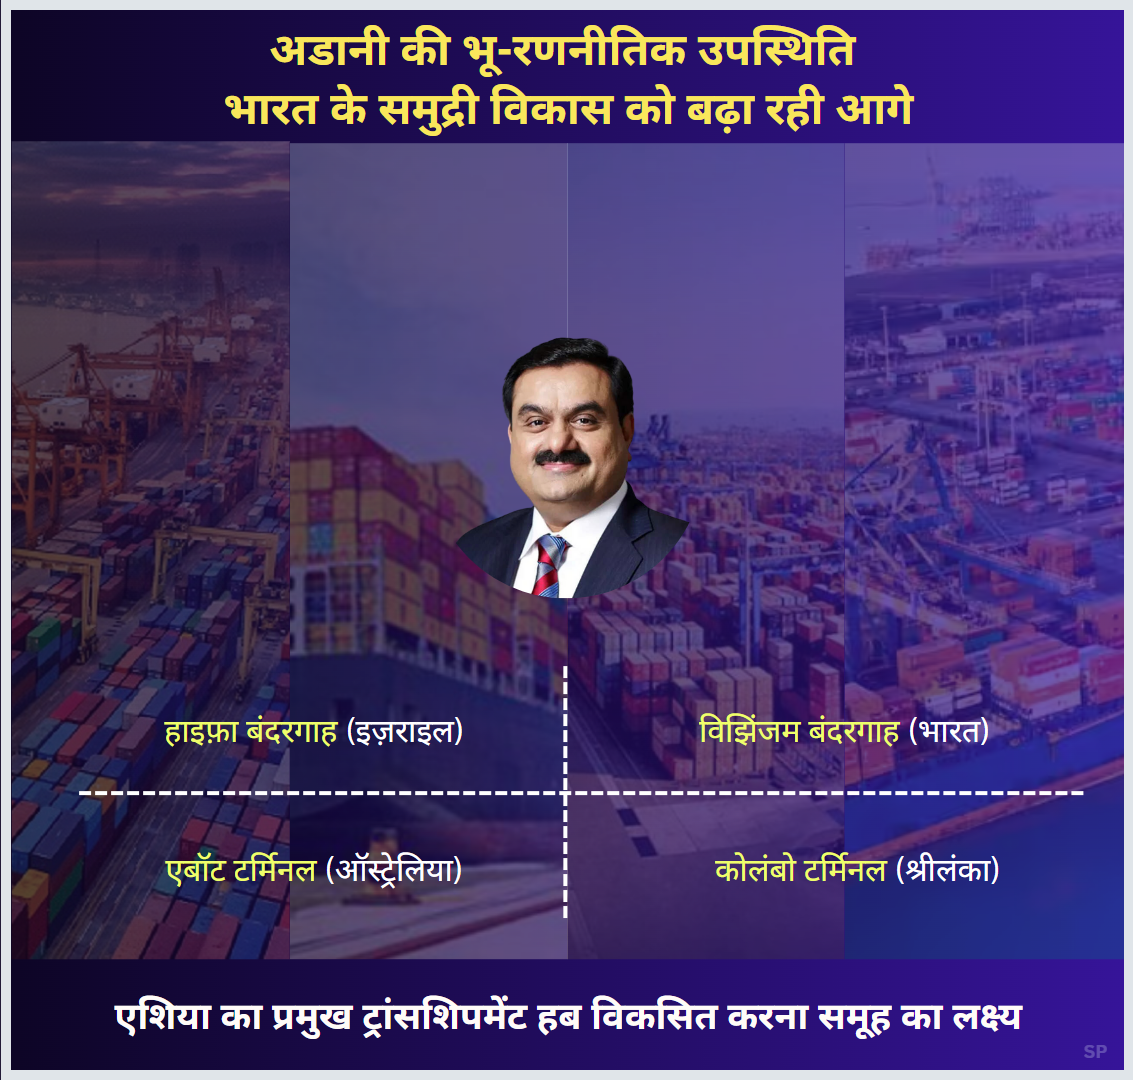 अडानी की भू-रणनीतिक उपस्थिति
भारत के समुद्री विकास को बढ़ा रही आगे
हाइफ़ा बंदरगाह (इज़राइल)
विझिंजम बंदरगाह (भारत)
एबॉट टर्मिनल (ऑस्ट्रेलिया)
कोलंबो टर्मिनल (श्रीलंका)
एशिया का प्रमुख ट्रांसशिपमेंट हब विकसित करना समूह का लक्ष्य
SP